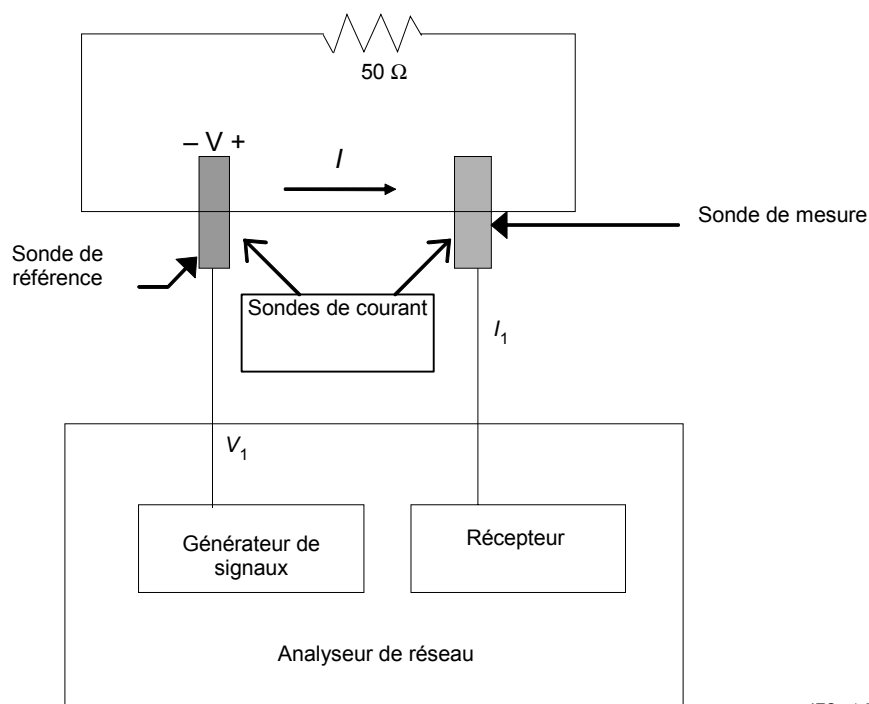 50 Ω
– V +
I
Sonde de mesure
Sonde de
référence
Sondes de courant
I1
V1
Générateur de
signaux
Récepteur
Analyseur de réseau